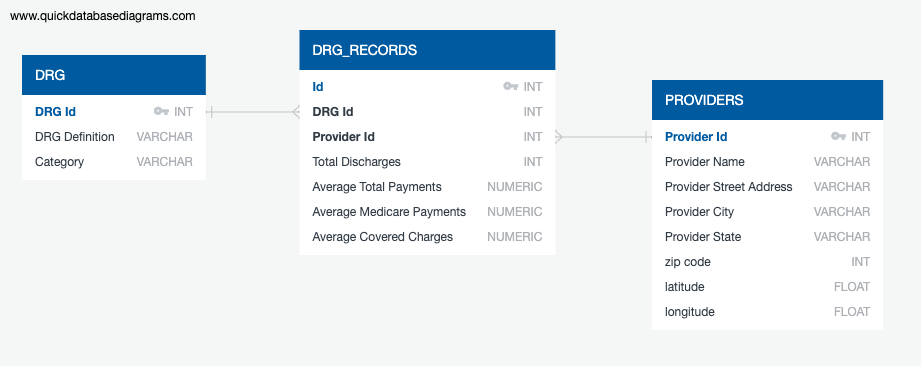 www.quickdatabasediagrams.com
DRG
DRG Id INT
DRG Definition VARCHAR
Category VARCHAR
DRG_RECORDS
Id INT
DRG Id INT
Provider Id INT
Total Discharges INT
Average Total Payments NUMERIC
Average Medicare Payments NUMERIC
Average Covered Charges NUMERIC
PROVIDERS
Provider Id INT
Provider Name VARCHAR
Provider Street Address VARCHAR
Provider City VARCHAR
Provider State VARCHAR
zip code INT
latitude FLOAT
longitude FLOAT